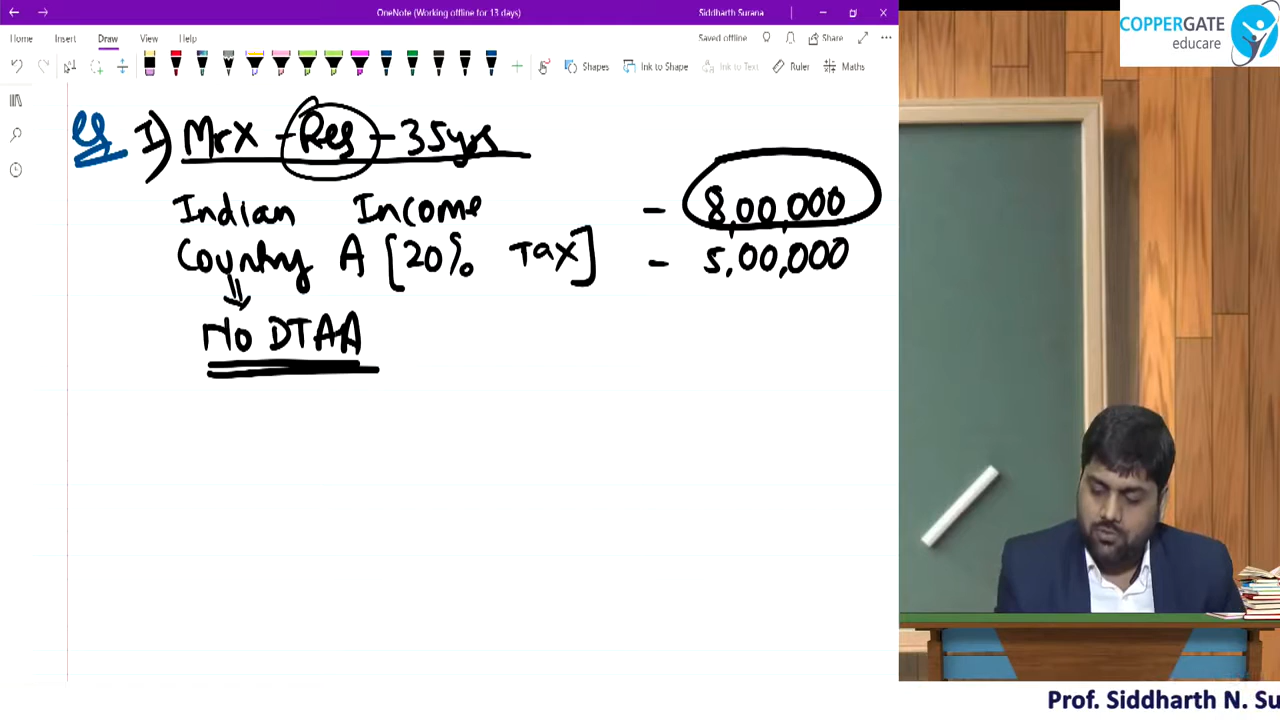 OneNote (Working offline for 13 days)
Siddharth Surana
Home Insert Draw View Help
Saved offline
Share
Shapes
Ink to Shape
Ink to Text
Ruler
Maths
COPPERGATE
educare
Eg I) Mr X - Res - 35yrs
Indian Income - 8,00,000
Country A [20% Tax] - 5,00,000
No DTAA
Prof. Siddharth N. Su